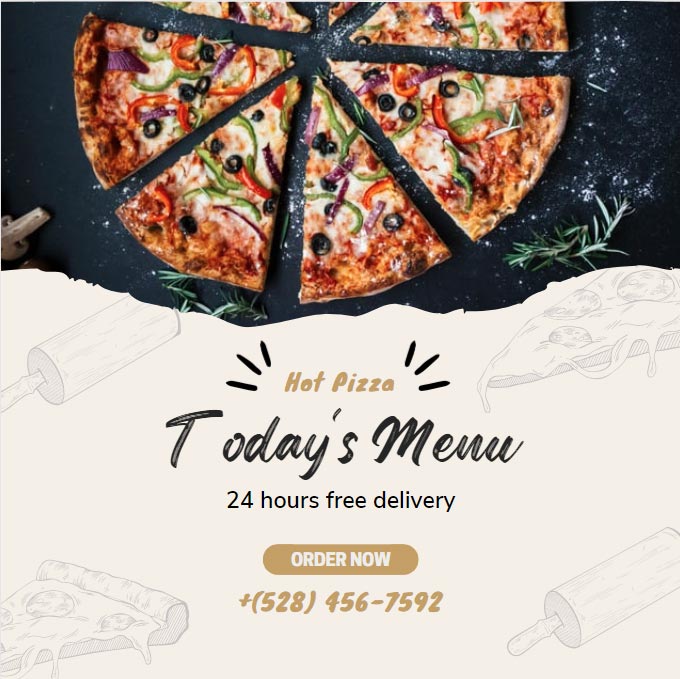 Hot Pizza
Today's Menu
24 hours free delivery
ORDER NOW
+(528) 456-7592